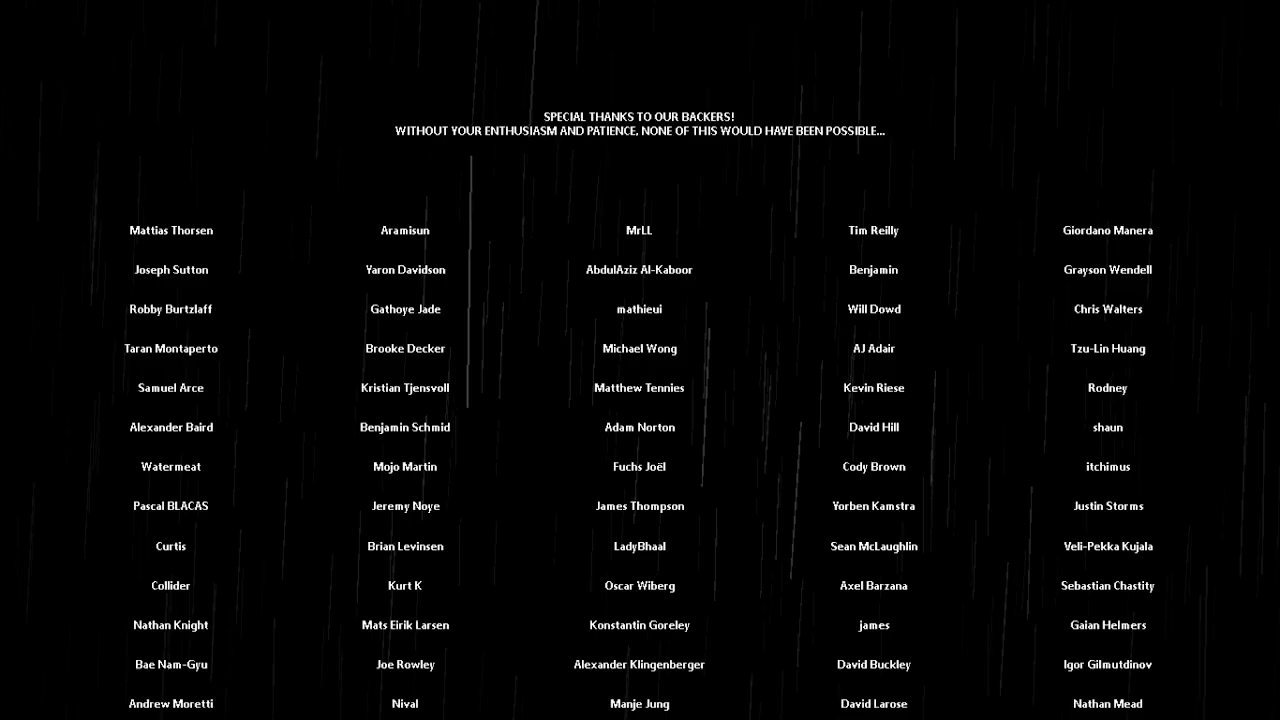 SPECIAL THANKS TO OUR BACKERS!
WITHOUT YOUR ENTHUSIASM AND PATIENCE, NONE OF THIS WOULD HAVE BEEN POSSIBLE...
Mattias Thorsen Aramisun MrLL Tim Reilly Giordano Manera
Joseph Sutton Yaron Davidson AbdulAziz Al-Kaboor Benjamin Grayson Wendell
Robby Burtzlaff Gathoye Jade mathieui Will Dowd Chris Walters
Taran Montaperto Brooke Decker Michael Wong AJ Adair Tzu-Lin Huang
Samuel Arce Kristian Tjensvoll Matthew Tennies Kevin Riese Rodney
Alexander Baird Benjamin Schmid Adam Norton David Hill shaun
Watermeat Mojo Martin Fuchs Joël Cody Brown itchimus
Pascal BLACAS Jeremy Noye James Thompson Yorben Kamstra Justin Storms
Curtis Brian Levinsen LadyBhaal Sean McLaughlin Veli-Pekka Kujala
Collider Kurt K Oscar Wiberg Axel Barzana Sebastian Chastity
Nathan Knight Mats Eirik Larsen Konstantin Goreley james Gaian Helmers
Bae Nam-Gyu Joe Rowley Alexander Klingenberger David Buckley Igor Gilmutdinov
Andrew Moretti Nival Manje Jung David Larose Nathan Mead